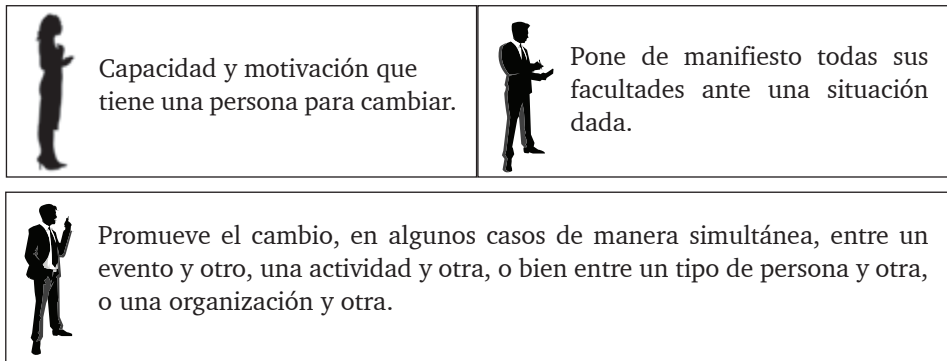 Capacidad y motivación que
tiene una persona para cambiar.
Pone de manifiesto todas sus
facultades ante una situación
dada.
Promueve el cambio, en algunos casos de manera simultánea, entre un
evento y otro, una actividad y otra, o bien entre un tipo de persona y otra,
o una organización y otra.